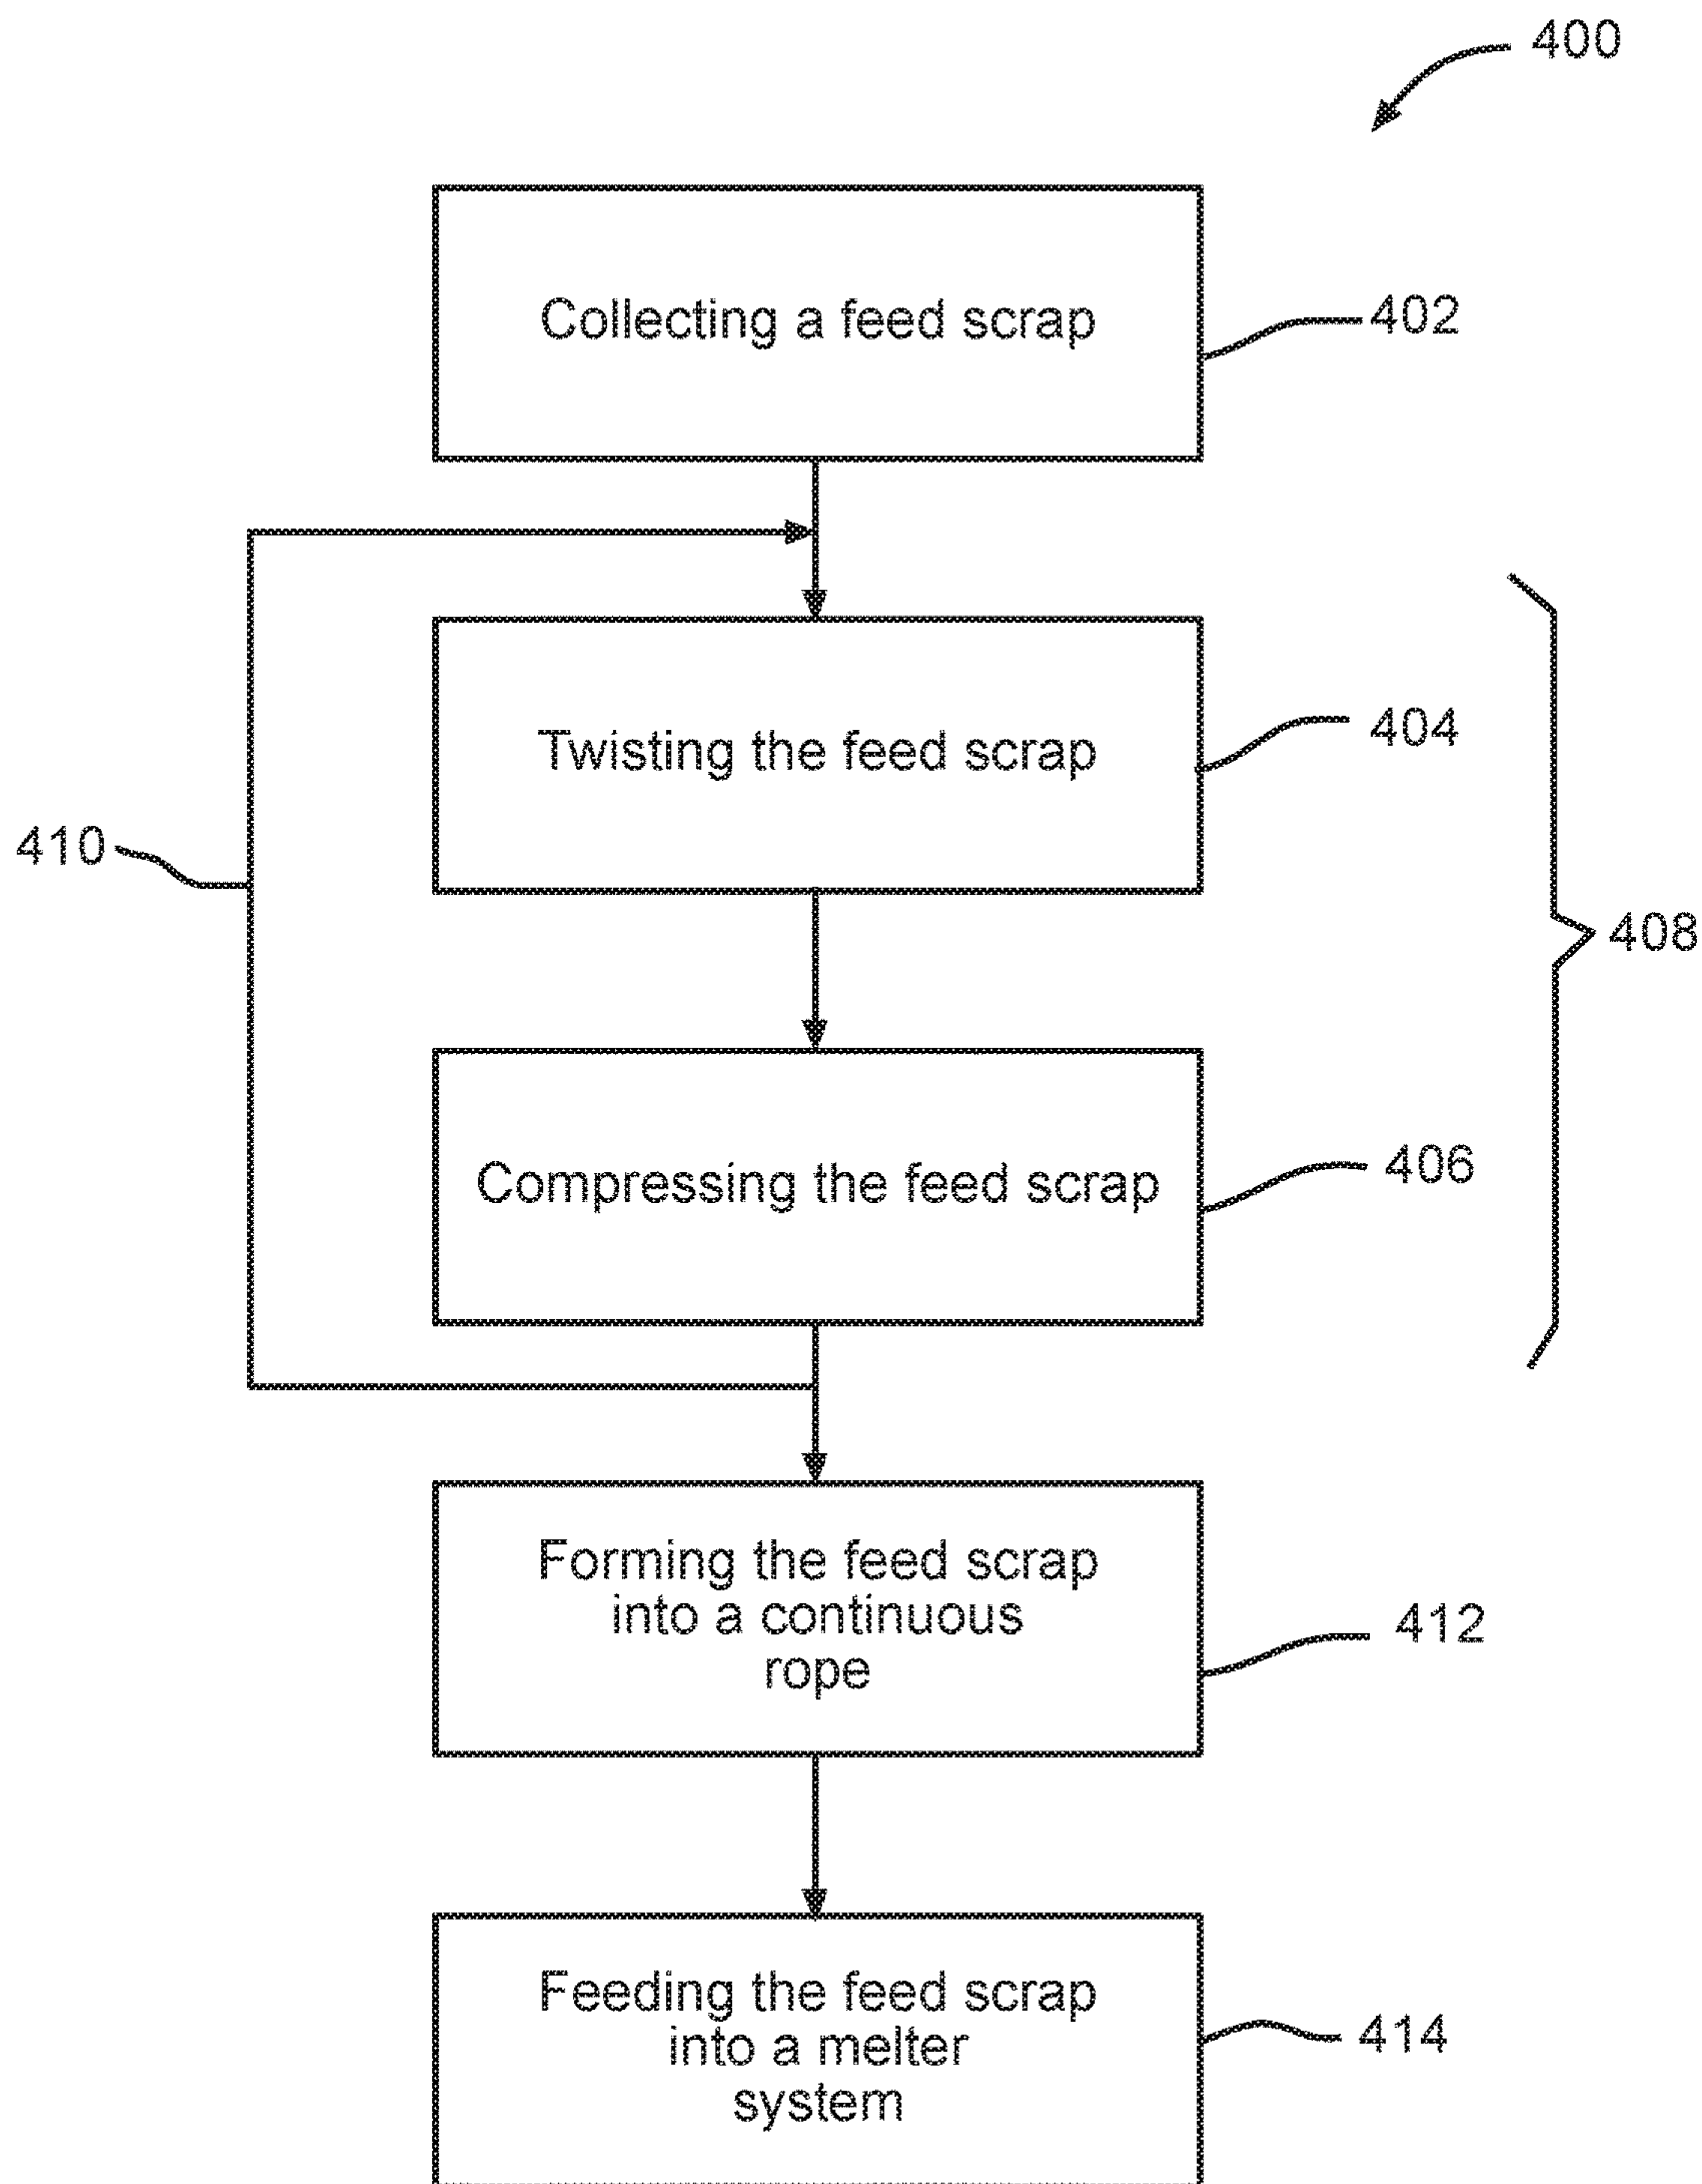 400
Collecting a feed scrap
402
Twisting the feed scrap
404
410
408
Compressing the feed scrap
406
Forming the feed scrap
into a continuous
rope
412
Feeding the feed scrap
into a melter
system
414